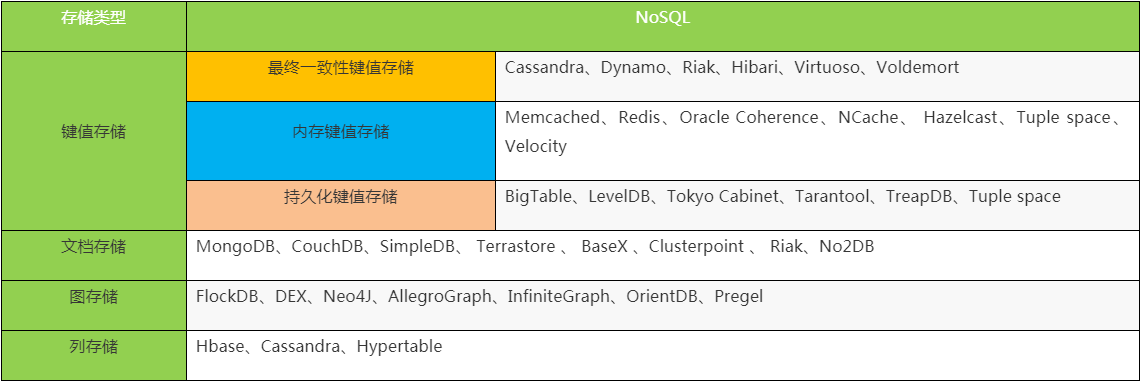 存储类型
NoSQL
键值存储
最终一致性键值存储
Cassandra、Dynamo、Riak、Hibari、Virtuoso、Voldemort
内存键值存储
Memcached、Redis、Oracle Coherence、NCache、 Hazelcast、Tuple space、
Velocity
持久化键值存储
BigTable、LevelDB、Tokyo Cabinet、Tarantool、TreapDB、Tuple space
文档存储
MongoDB、CouchDB、SimpleDB、 Terrastore 、 BaseX 、Clusterpoint 、 Riak、No2DB
图存储
FlockDB、DEX、Neo4J、AllegroGraph、InfiniteGraph、OrientDB、Pregel
列存储
Hbase、Cassandra、Hypertable